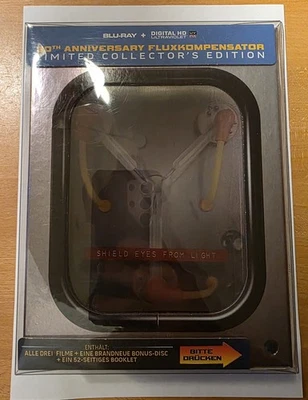 BLU-RAY + DIGITAL HD
ULTRAVIOLET
30TH ANNIVERSARY FLUXKOMPENSATOR
LIMITED COLLECTOR'S EDITION
SHIELD EYES FROM LIGHT
ENTHÄLT:
ALLE DREI FILME + EINE BRANDNEUE BONUS-DISC
+ EIN 52-SEITIGES BOOKLET
BITTE
DRÜCKEN